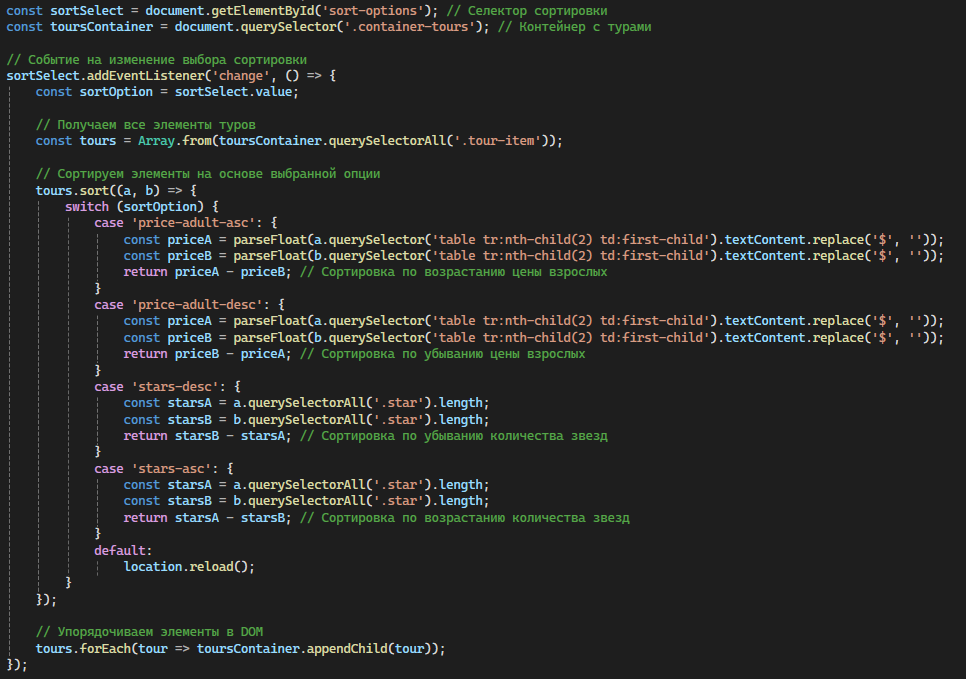 const sortSelect = document.getElementById('sort-options'); // Селектор сортировки
const toursContainer = document.querySelector('.container-tours'); // Контейнер с турами
// Событие на изменение выбора сортировки
sortSelect.addEventListener('change', () => {
const sortOption = sortSelect.value;
// Получаем все элементы туров
const tours = Array.from(toursContainer.querySelectorAll('.tour-item'));
// Сортируем элементы на основе выбранной опции
tours.sort((a, b) => {
switch (sortOption) {
case 'price-adult-asc': {
const priceA = parseFloat(a.querySelector('table tr:nth-child(2) td:first-child').textContent.replace('$', ''));
const priceB = parseFloat(b.querySelector('table tr:nth-child(2) td:first-child').textContent.replace('$', ''));
return priceA - priceB; // Сортировка по возрастанию цены взрослых
}
case 'price-adult-desc': {
const priceA = parseFloat(a.querySelector('table tr:nth-child(2) td:first-child').textContent.replace('$', ''));
const priceB = parseFloat(b.querySelector('table tr:nth-child(2) td:first-child').textContent.replace('$', ''));
return priceB - priceA; // Сортировка по убыванию цены взрослых
}
case 'stars-desc': {
const starsA = a.querySelectorAll('.star').length;
const starsB = b.querySelectorAll('.star').length;
return starsB - starsA; // Сортировка по убыванию количества звезд
}
case 'stars-asc': {
const starsA = a.querySelectorAll('.star').length;
const starsB = b.querySelectorAll('.star').length;
return starsA - starsB; // Сортировка по возрастанию количества звезд
}
default:
location.reload();
}
});
// Упорядочиваем элементы в DOM
tours.forEach(tour => toursContainer.appendChild(tour));
});